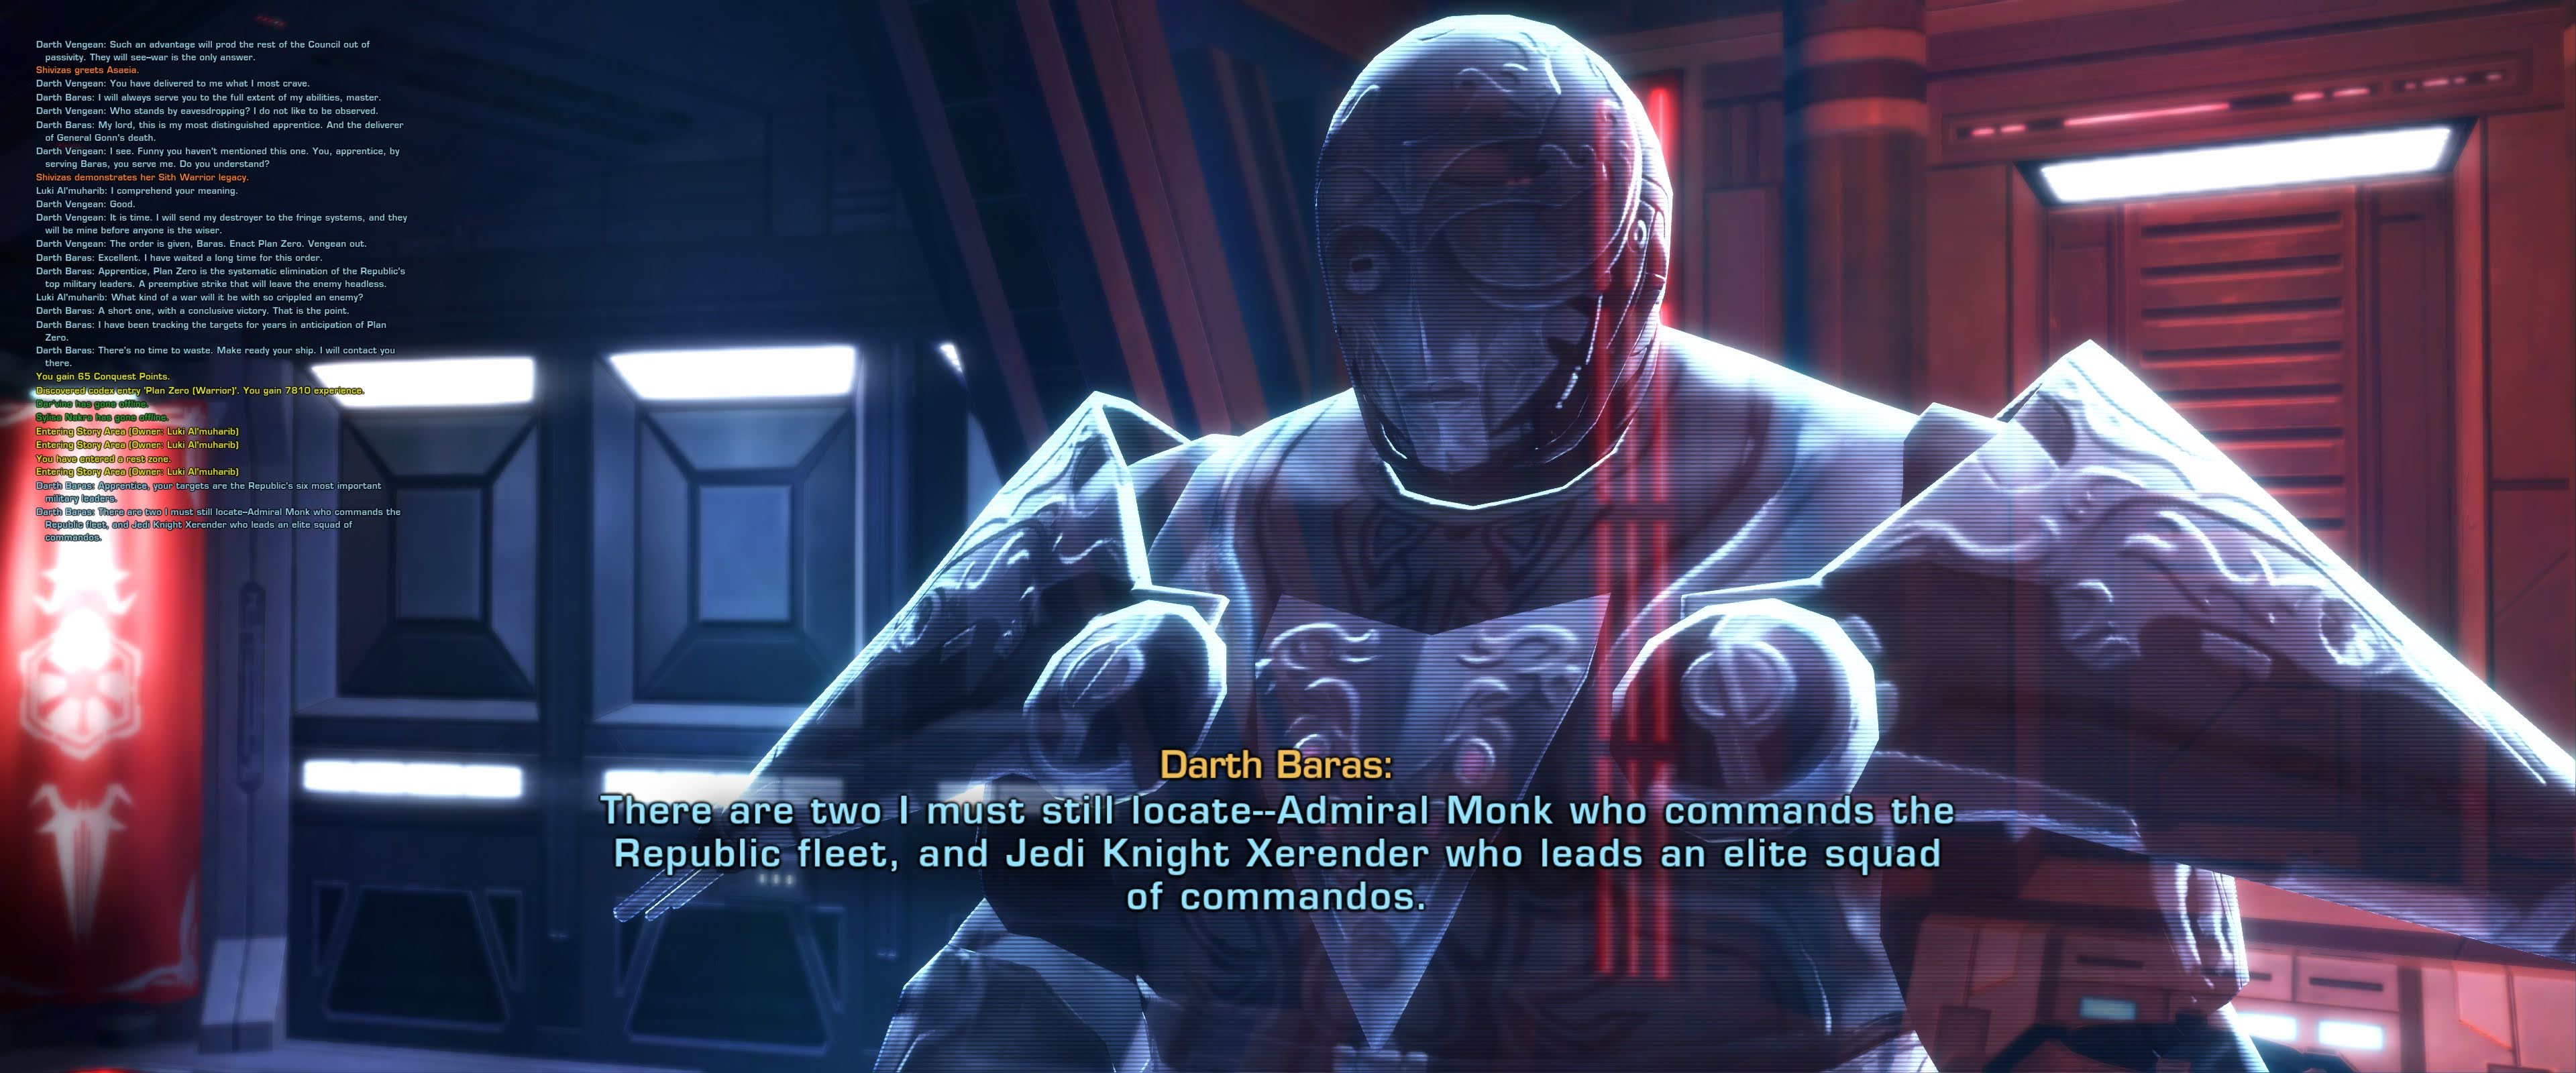 Darth Vengean: Such an advantage will prod the rest of the Council out of
passivity. They will see--war is the only answer.
Shivizas greets Asaeia.
Darth Vengean: You have delivered to me what I most crave.
Darth Baras: I will always serve you to the full extent of my abilities, master.
Darth Vengean: Who stands by eavesdropping? I do not like to be observed.
Darth Baras: My lord, this is my most distinguished apprentice. And the deliverer
of General Gonn's death.
Darth Vengean: I see. Funny you haven't mentioned this one. You, apprentice, by
serving Baras, you serve me. Do you understand?
Shivizas demonstrates her Sith Warrior legacy.
Luki Al'muharib: I comprehend your meaning.
Darth Vengean: Good.
Darth Vengean: It is time. I will send my destroyer to the fringe systems, and they
will be mine before anyone is the wiser.
Darth Vengean: The order is given, Baras. Enact Plan Zero. Vengean out.
Darth Baras: Excellent. I have waited a long time for this order.
Darth Baras: Apprentice, Plan Zero is the systematic elimination of the Republic's
top military leaders. A preemptive strike that will leave the enemy headless.
Luki Al'muharib: What kind of a war will it be with so crippled an enemy?
Darth Baras: A short one, with a conclusive victory. That is the point.
Darth Baras: I have been tracking the targets for years in anticipation of Plan
Zero.
Darth Baras: There's no time to waste. Make ready your ship. I will contact you
there.
You gain 65 Conquest Points.
Discovered codex entry 'Plan Zero (Warrior)'. You gain 7810 experience.
has gone offline.
has gone offline.
Entering Story Area (Owner: Luki Al'muharib)
Entering Story Area (Owner: Luki Al'muharib)
You have entered a rest zone.
Entering Story Area (Owner: Luki Al'muharib)
Darth Baras: Apprentice, your targets are the Republic's six most important
military leaders.
Darth Baras: There are two I must still locate--Admiral Monk who commands the
Republic fleet, and Jedi Knight Xerender who leads an elite squad of
commandos.
Darth Baras:
There are two I must still locate--Admiral Monk who commands the
Republic fleet, and Jedi Knight Xerender who leads an elite squad
of commandos.